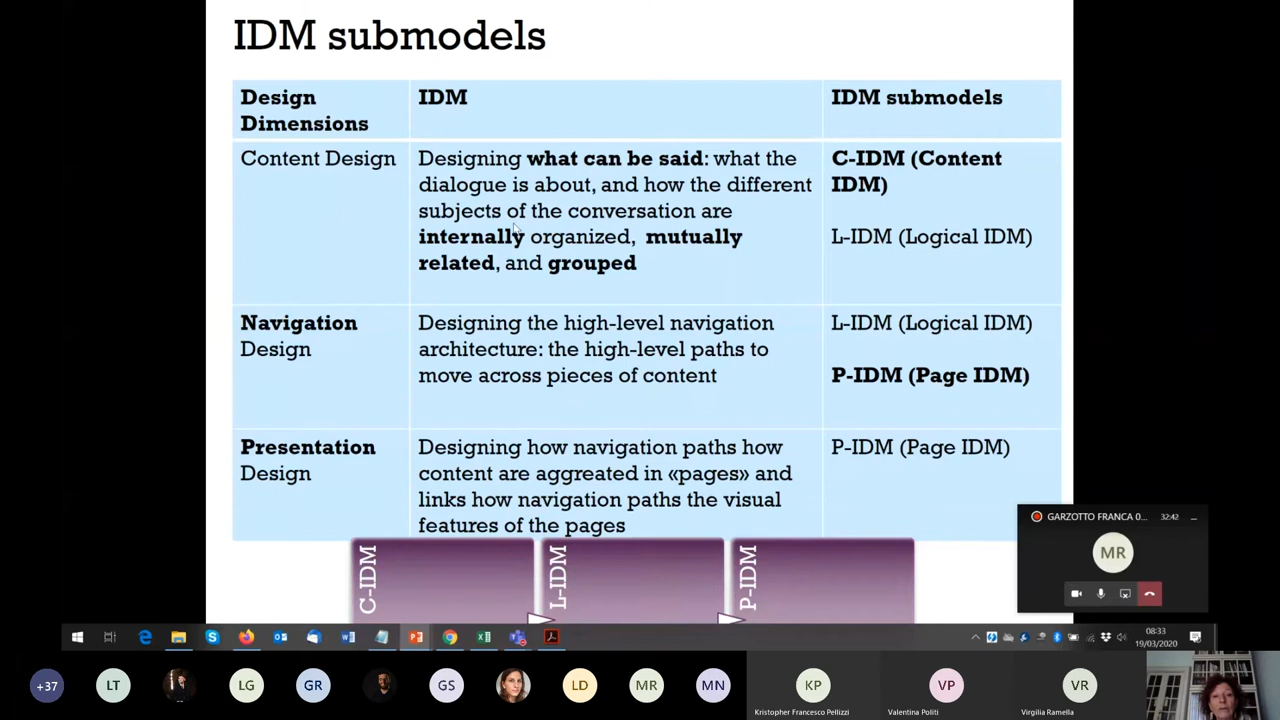 IDM submodels
Design
Dimensions
IDM
IDM submodels
Content Design
Designing what can be said: what the
dialogue is about, and how the different
subjects of the conversation are
internally organized, mutually
related, and grouped
C-IDM (Content
IDM)
L-IDM (Logical IDM)
Navigation
Design
Designing the high-level navigation
architecture: the high-level paths to
move across pieces of content
L-IDM (Logical IDM)
P-IDM (Page IDM)
Presentation
Design
Designing how navigation paths how
content are aggreated in «pages» and
links how navigation paths the visual
features of the pages
P-IDM (Page IDM)
C-IDM
L-IDM
P-IDM
GARZOTTO FRANCA 0...
32:42
MR
08:33
19/03/2020
+37
LT
LG
GR
GS
LD
MR
MN
KP
Kristopher Francesco Pellizzi
VP
Valentina Politi
VR
Virgilia Ramella